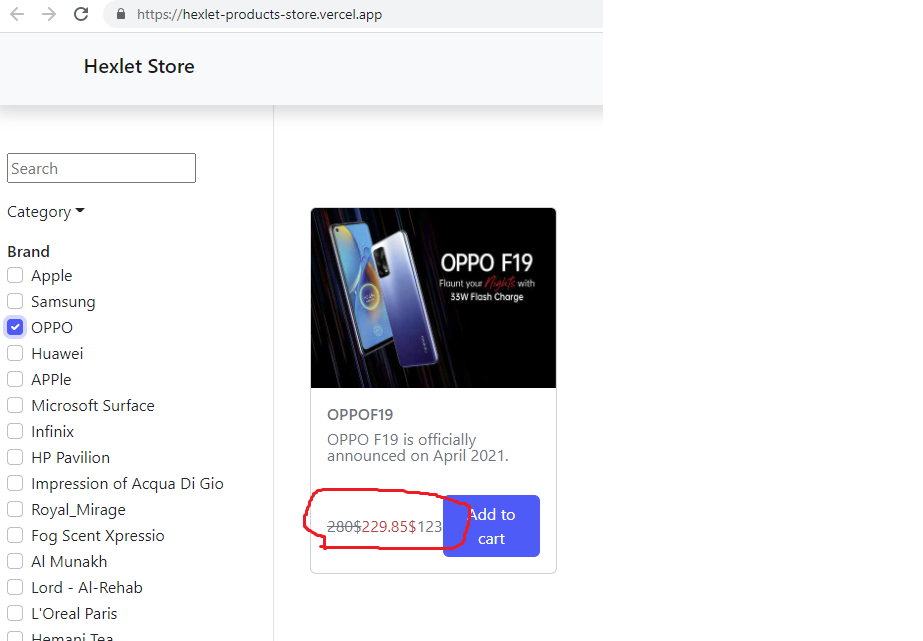 https://hexlet-products-store.vercel.app
Hexlet Store
Search
Category
Brand
Apple
Samsung
OPPO
Huawei
APPle
Microsoft Surface
Infinix
HP Pavilion
Impression of Acqua Di Gio
Royal_Mirage
Fog Scent Xpressio
Al Munakh
Lord - Al-Rehab
L'Oreal Paris
Hemani Tea
OPPO F19
Flaunt your Nights with
33W Flash Charge
OPPOF19
OPPO F19 is officially
announced on April 2021.
280$229.85$123
Add to
cart